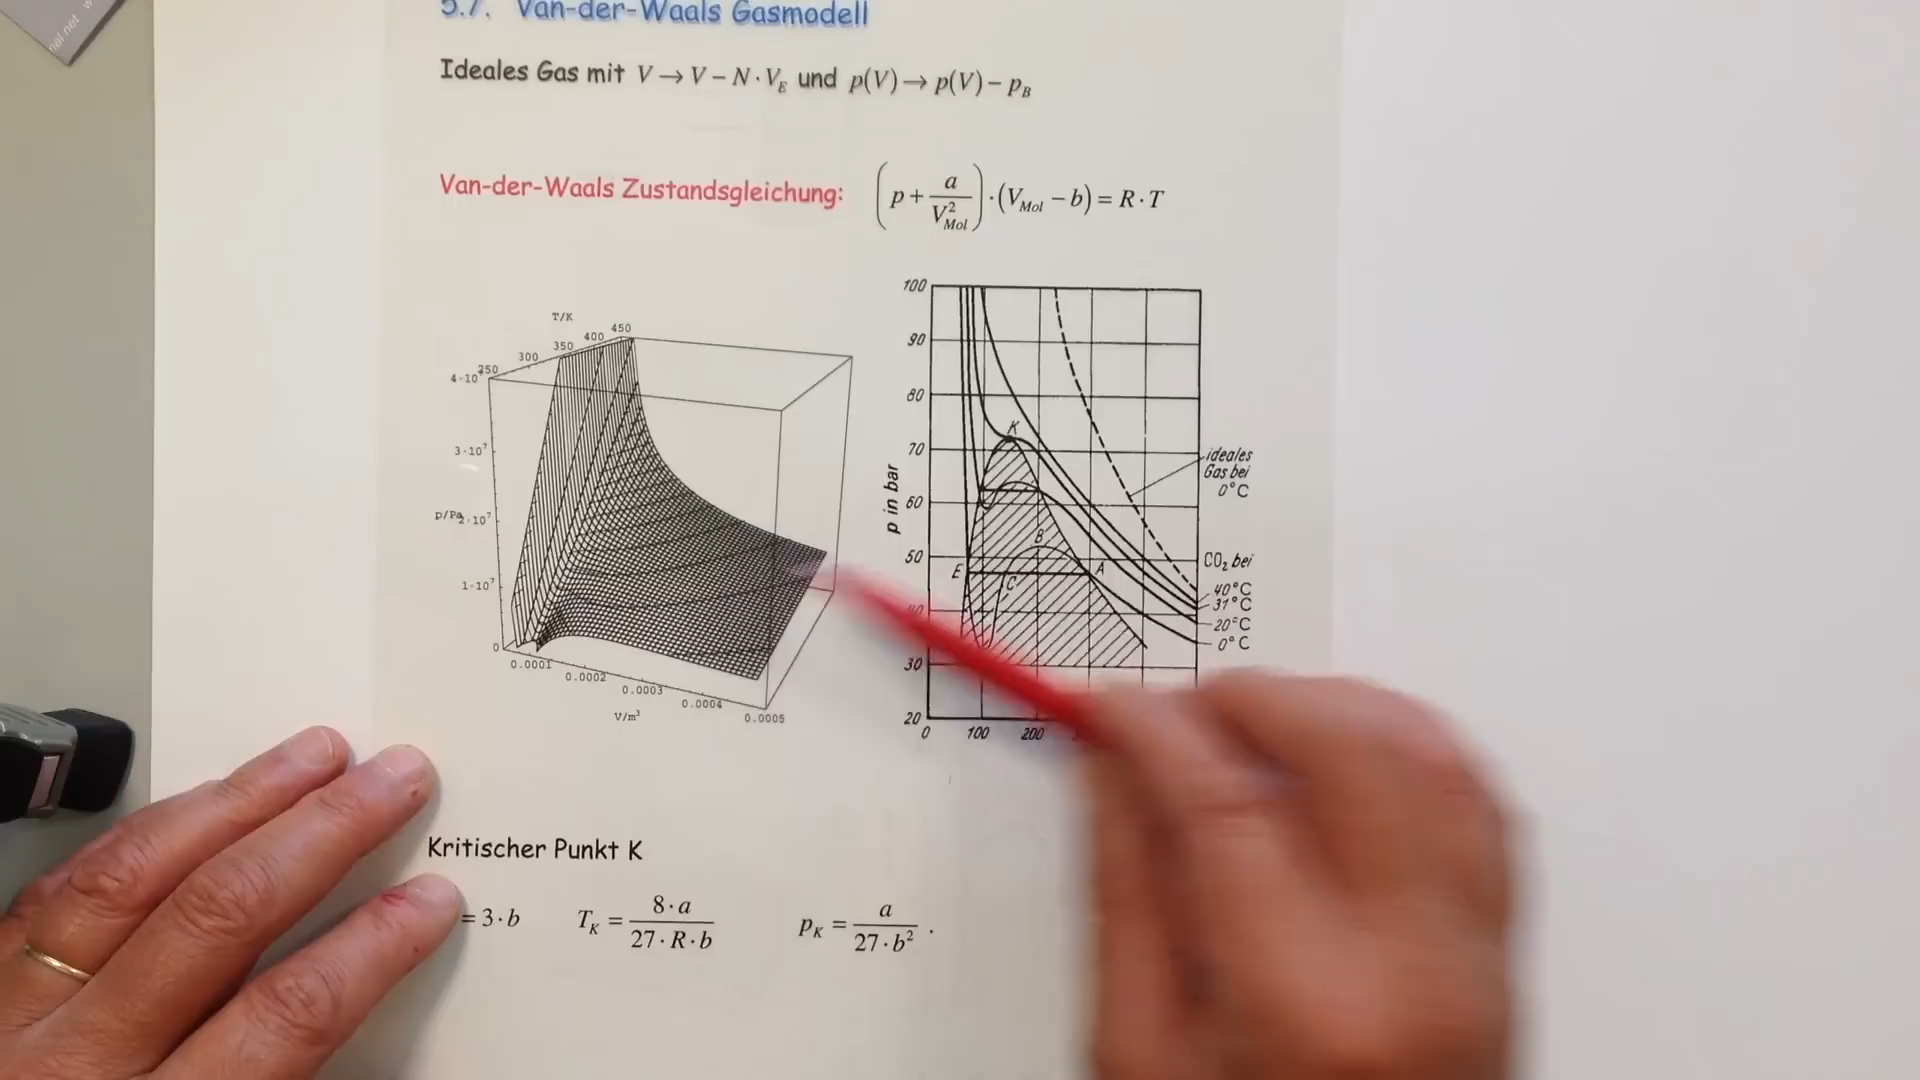 5.7. Van-der-Waals Gasmodell
Ideales Gas mit V → V − N · V_E und p(V) → p(V) − p_B
Van-der-Waals Zustandsgleichung: (p + a/V²_Mol) · (V_Mol − b) = R · T
T/K
250 300 350 400 450
4·10⁷
3·10⁷
p/Pa
2·10⁷
1·10⁷
0
0.0001
0.0002
0.0003
0.0004
0.0005
V/m³
100
90
80
70
60
50
40
30
20
p in bar
K
B
E
C
A
ideales
Gas bei
0°C
CO₂ bei
40°C
31°C
20°C
0°C
0 100 200
Kritischer Punkt K
= 3 · b T_K = 8 · a / 27 · R · b p_K = a / 27 · b² .